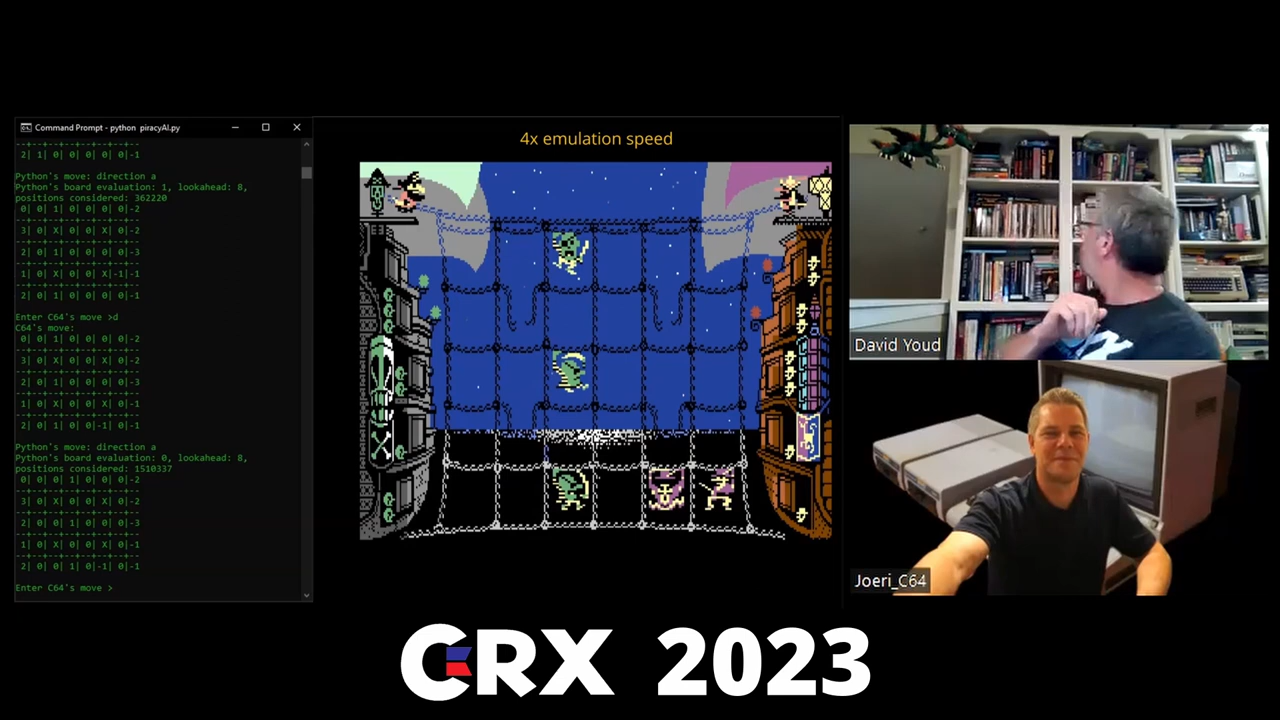 Command Prompt - python  piracyAI.py
--+--+--+--+--+--+--
 2| 1| 0| 0| 0| 0| 0|-1
Python's move: direction a
Python's board evaluation: 1, lookahead: 8,
positions considered: 362220
 0| 0| 1| 0| 0| 0| 0|-2
--+--+--+--+--+--+--
 3| 0| X| 0| 0| X| 0|-2
--+--+--+--+--+--+--
 2| 0| 1| 0| 0| 0| 0|-3
--+--+--+--+--+--+--
 1| 0| X| 0| 0| X|-1|-1
--+--+--+--+--+--+--
 2| 0| 1| 0| 0| 0| 0|-1
Enter C64's move >d
C64's move:
 0| 0| 1| 0| 0| 0| 0|-2
--+--+--+--+--+--+--
 3| 0| X| 0| 0| X| 0|-2
--+--+--+--+--+--+--
 2| 0| 1| 0| 0| 0| 0|-3
--+--+--+--+--+--+--
 1| 0| X| 0| 0| X| 0|-1
--+--+--+--+--+--+--
 2| 0| 1| 0| 0|-1| 0|-1
Python's move: direction a
Python's board evaluation: 0, lookahead: 8,
positions considered: 1510337
 0| 0| 0| 1| 0| 0| 0|-2
--+--+--+--+--+--+--
 3| 0| X| 0| 0| X| 0|-2
--+--+--+--+--+--+--
 2| 0| 0| 1| 0| 0| 0|-3
--+--+--+--+--+--+--
 1| 0| X| 0| 0| X| 0|-1
--+--+--+--+--+--+--
 2| 0| 0| 1| 0|-1| 0|-1
Enter C64's move >
4x emulation speed
David Youd
Joeri_C64
CRX 2023